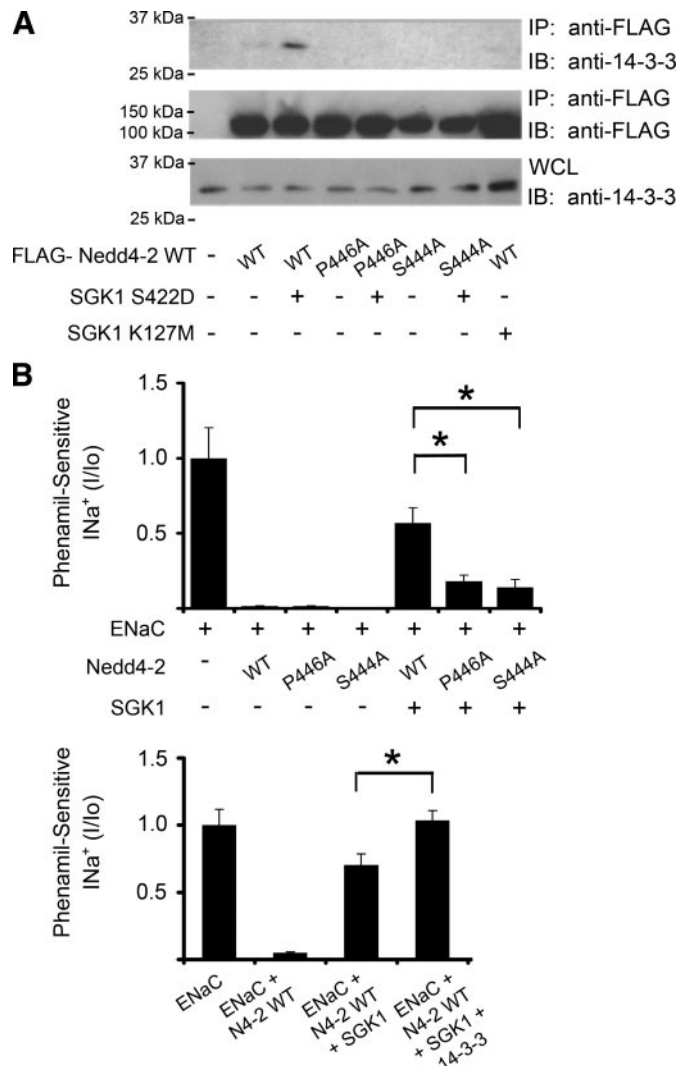 A
37 kDa
25 kDa
IP: anti-FLAG
IB: anti-14-3-3
150 kDa
100 kDa
IP: anti-FLAG
IB: anti-FLAG
37 kDa
25 kDa
WCL
IB: anti-14-3-3
FLAG- Nedd4-2 WT - WT WT P446A P446A S444A S444A WT
SGK1 S422D - - + - + - + -
SGK1 K127M - - - - - - - +
B
Phenamil-Sensitive
INa⁺ (I/Io)
1.5
1.0
0.5
* *
ENaC + + + + + + +
Nedd4-2 - WT P446A S444A WT P446A S444A
SGK1 - - - - + + +
Phenamil-Sensitive
INa⁺ (I/Io)
1.5
1.0
0.5
*
ENaC
ENaC +
N4-2 WT
ENaC +
N4-2 WT
+ SGK1
ENaC +
N4-2 WT
+ SGK1 +
14-3-3